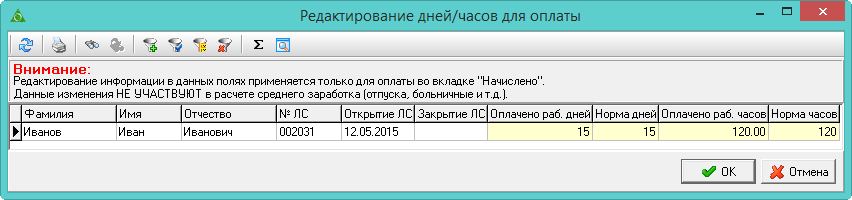 Редактирование дней/часов для оплаты
Σ
Внимание:
Редактирование информации в данных полях применяется только для оплаты во вкладке "Начислено".
Данные изменения НЕ УЧАСТВУЮТ в расчете среднего заработка (отпуска, больничные и т.д.).
Фамилия Имя Отчество № ЛС Открытие ЛС Закрытие ЛС Оплачено раб. дней Норма дней Оплачено раб. часов Норма часов
Иванов Иван Иванович 002031 12.05.2015 15 15 120.00 120
OK Отмена